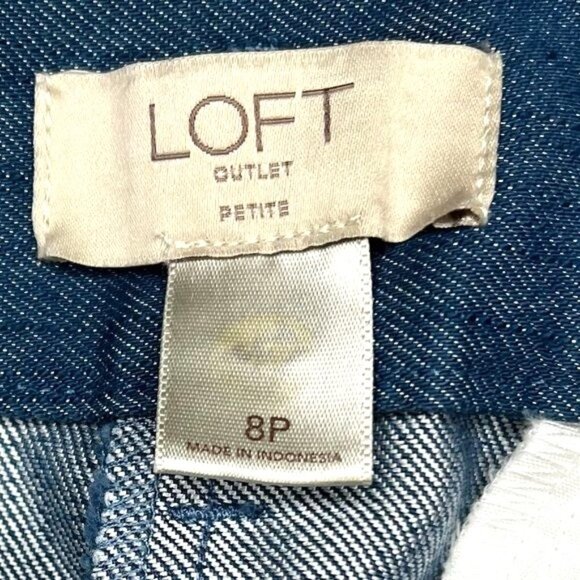 LOFT
OUTLET
PETITE
8P
MADE IN INDONESIA